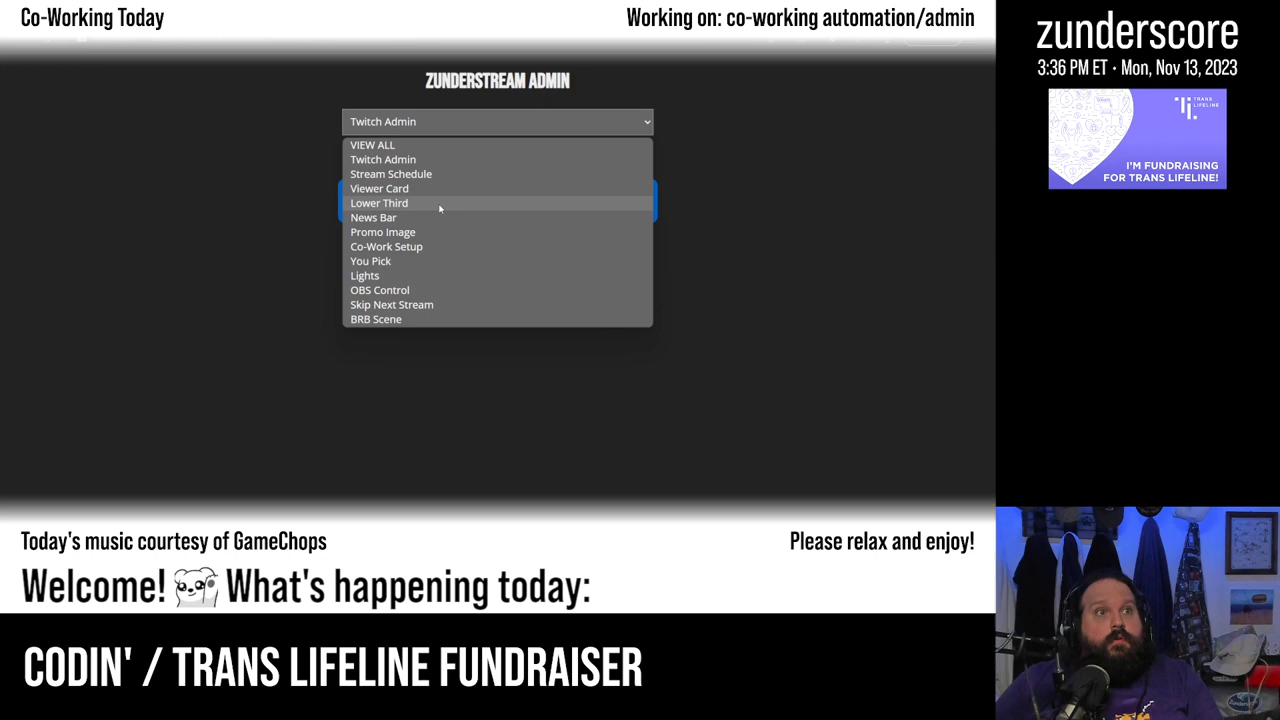 Co-Working Today
Working on: co-working automation/admin
zunderscore
3:36 PM ET · Mon, Nov 13, 2023
TRANS
LIFELINE
I'M FUNDRAISING
FOR TRANS LIFELINE!
ZUNDERSTREAM ADMIN
Twitch Admin
VIEW ALL
Twitch Admin
Stream Schedule
Viewer Card
Lower Third
News Bar
Promo Image
Co-Work Setup
You Pick
Lights
OBS Control
Skip Next Stream
BRB Scene
Today's music courtesy of GameChops
Please relax and enjoy!
Welcome! What's happening today:
CODIN' / TRANS LIFELINE FUNDRAISER